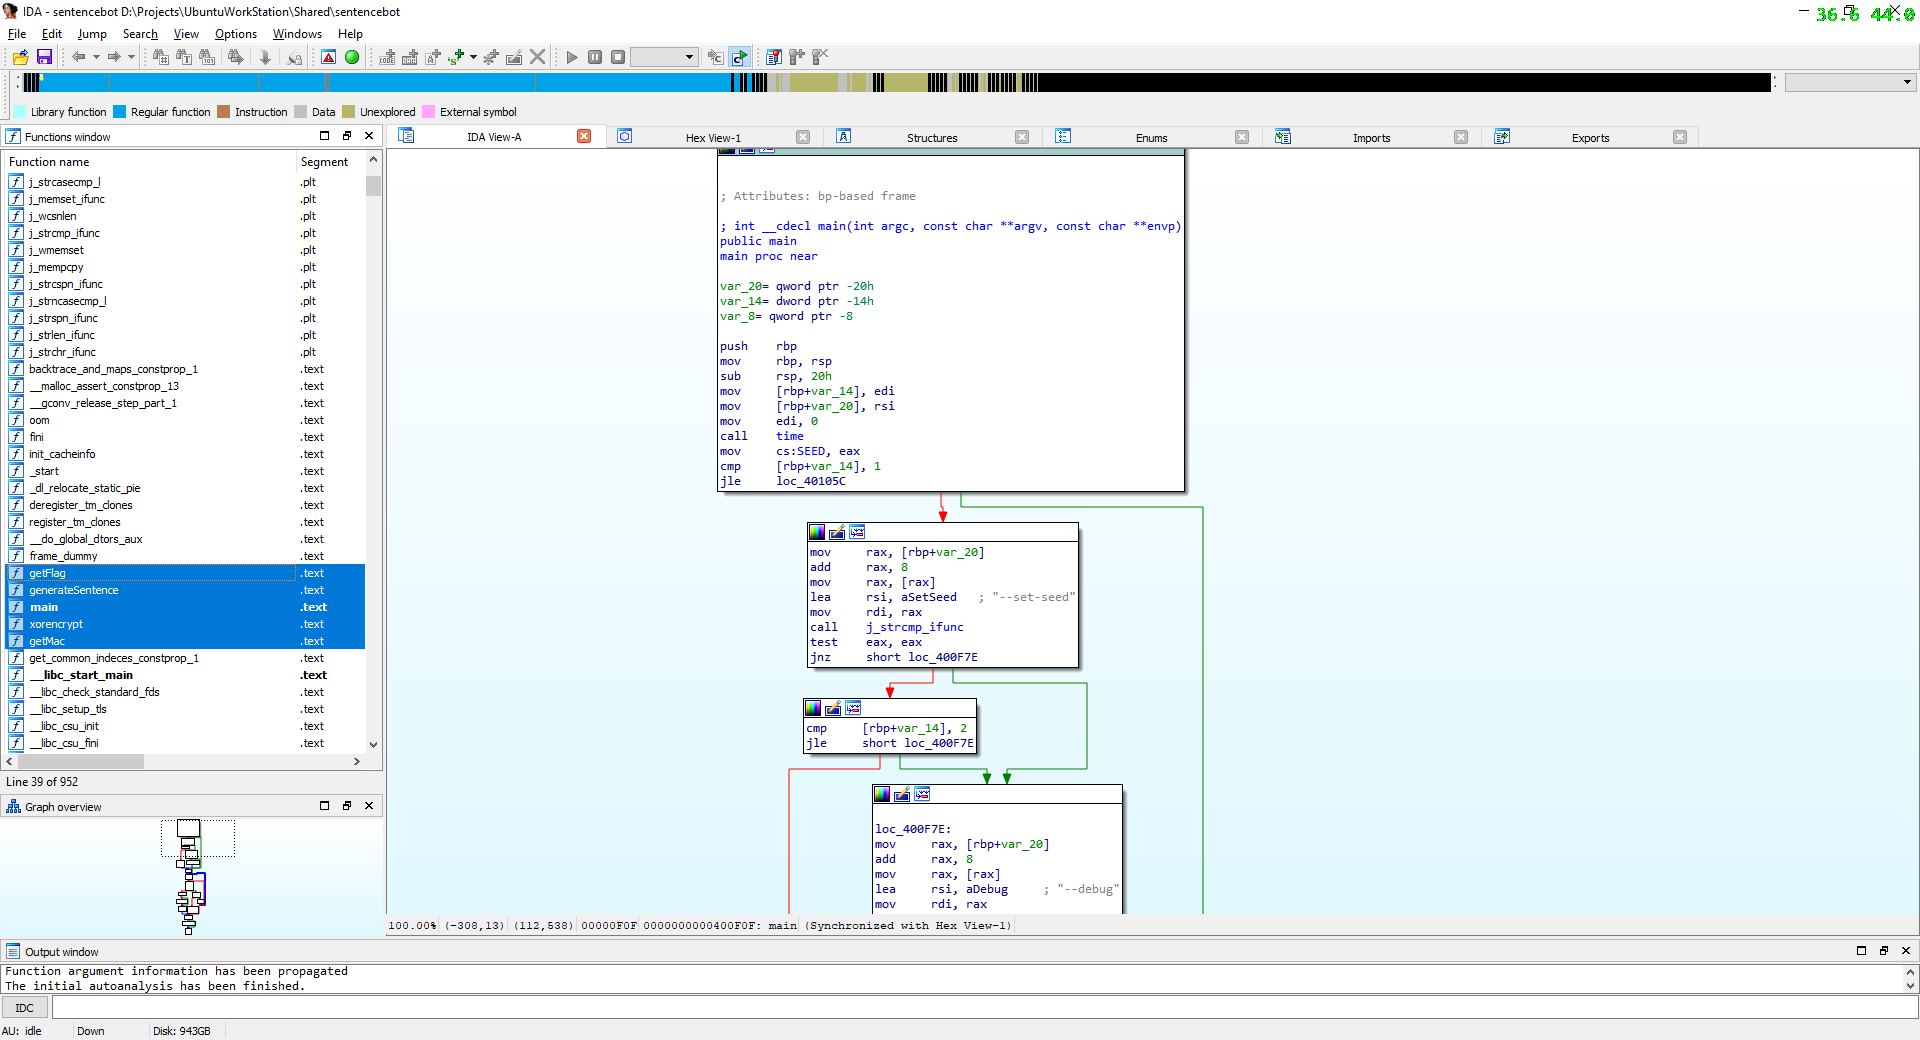 IDA - sentencebot D:\Projects\UbuntuWorkStation\Shared\sentencebot
36.6 44.0
File Edit Jump Search View Options Windows Help
Library function Regular function Instruction Data Unexplored External symbol
Functions window
IDA View-A Hex View-1 Structures Enums Imports Exports
Function name Segment
j_strcasecmp_l .plt
j_memset_ifunc .plt
j_wcsnlen .plt
j_strcmp_ifunc .plt
j_wmemset .plt
j_mempcpy .plt
j_strcspn_ifunc .plt
j_strncasecmp_l .plt
j_strspn_ifunc .plt
j_strlen_ifunc .plt
j_strchr_ifunc .plt
backtrace_and_maps_constprop_1 .text
__malloc_assert_constprop_13 .text
__gconv_release_step_part_1 .text
oom .text
fini .text
init_cacheinfo .text
_start .text
_dl_relocate_static_pie .text
deregister_tm_clones .text
register_tm_clones .text
__do_global_dtors_aux .text
frame_dummy .text
getFlag .text
generateSentence .text
main .text
xorencrypt .text
getMac .text
get_common_indeces_constprop_1 .text
__libc_start_main .text
__libc_check_standard_fds .text
__libc_setup_tls .text
__libc_csu_init .text
__libc_csu_fini .text
Line 39 of 952
Graph overview
; Attributes: bp-based frame
; int __cdecl main(int argc, const char **argv, const char **envp)
public main
main proc near
var_20= qword ptr -20h
var_14= dword ptr -14h
var_8= qword ptr -8
push rbp
mov rbp, rsp
sub rsp, 20h
mov [rbp+var_14], edi
mov [rbp+var_20], rsi
mov edi, 0
call time
mov cs:SEED, eax
cmp [rbp+var_14], 1
jle loc_40105C
mov rax, [rbp+var_20]
add rax, 8
mov rax, [rax]
lea rsi, aSetSeed ; "--set-seed"
mov rdi, rax
call j_strcmp_ifunc
test eax, eax
jnz short loc_400F7E
cmp [rbp+var_14], 2
jle short loc_400F7E
loc_400F7E:
mov rax, [rbp+var_20]
add rax, 8
mov rax, [rax]
lea rsi, aDebug ; "--debug"
mov rdi, rax
100.00% (-308,13) (112,538) 00000F0F 0000000000400F0F: main (Synchronized with Hex View-1)
Output window
Function argument information has been propagated
The initial autoanalysis has been finished.
IDC
AU: idle Down Disk: 943GB